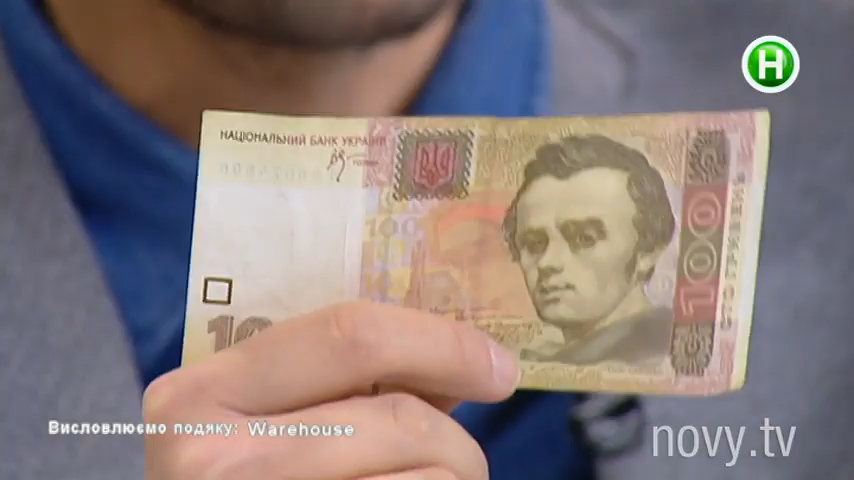 Н
НАЦІОНАЛЬНИЙ БАНК УКРАЇНИ
100
100
СТО ГРИВЕНЬ
Висловлюємо подяку: Warehouse
novy.tv